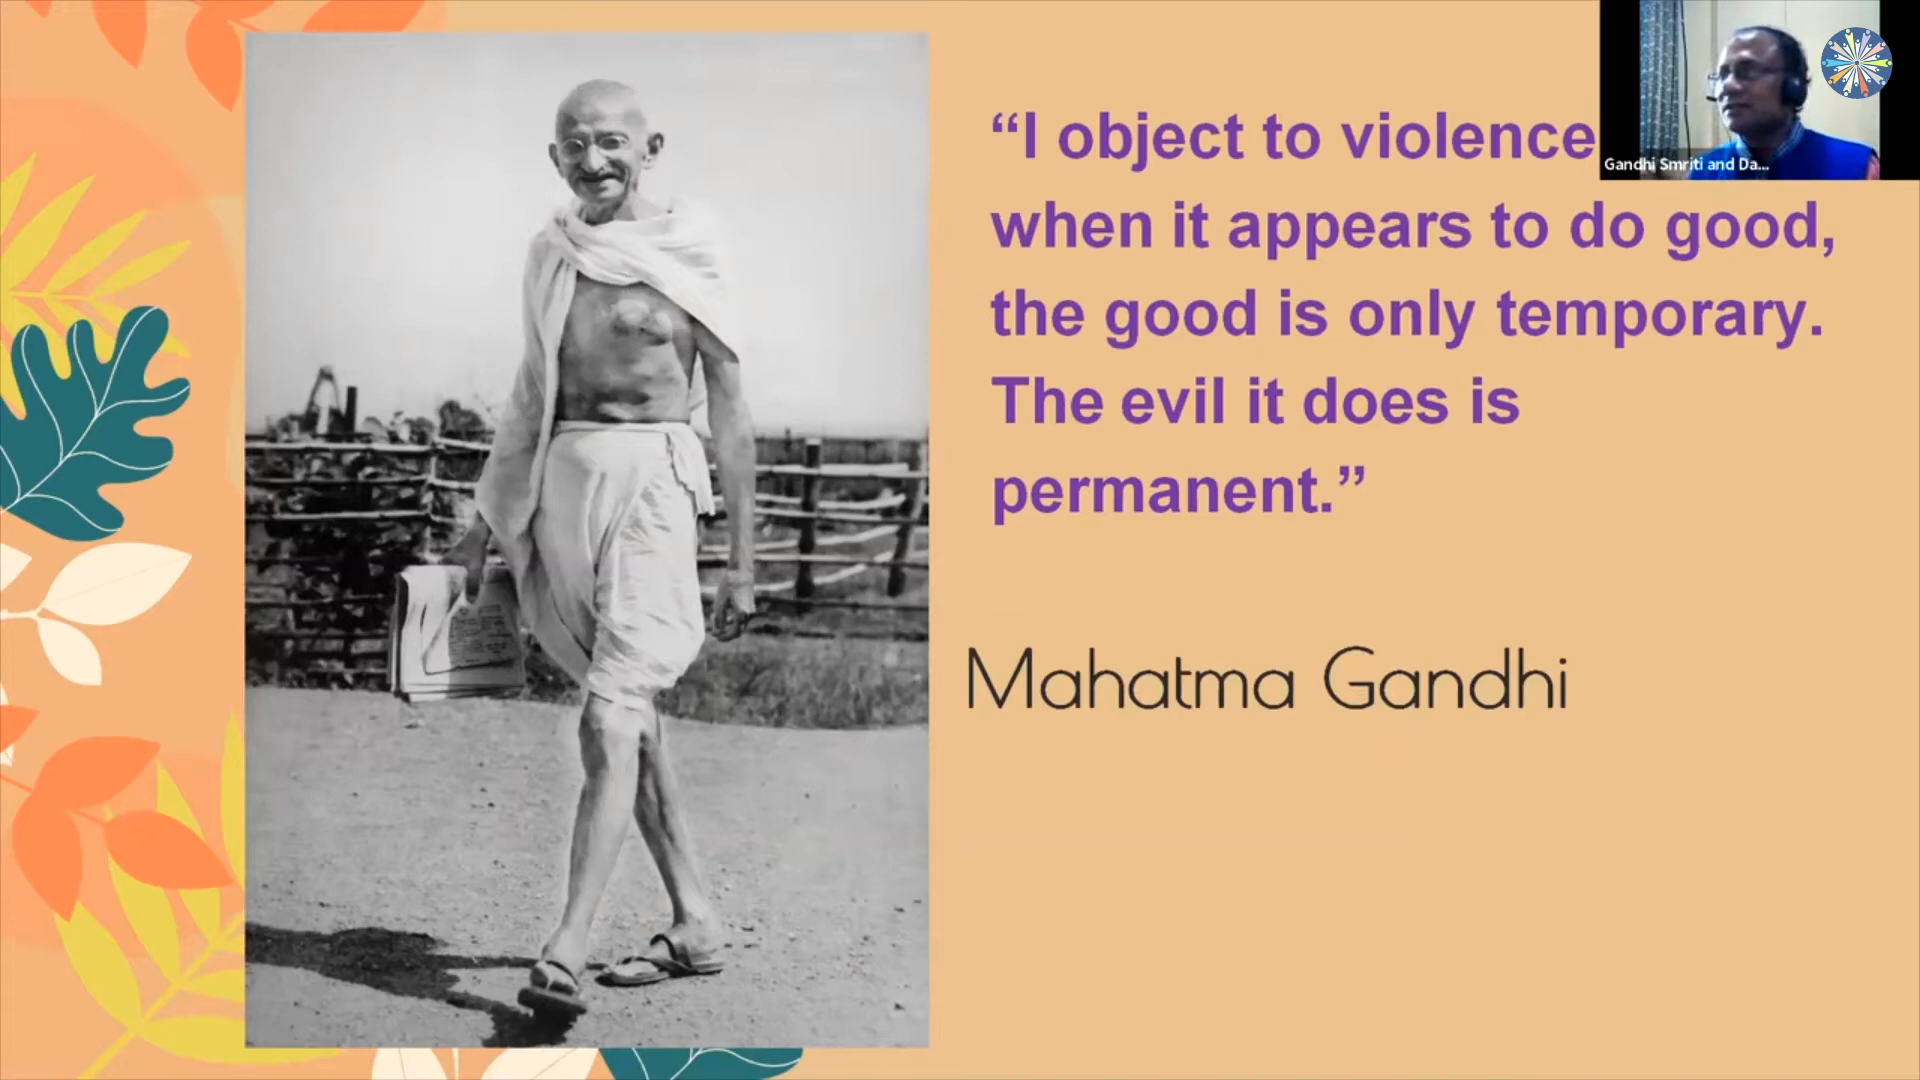 “I object to violence
when it appears to do good,
the good is only temporary.
The evil it does is
permanent.”
Mahatma Gandhi
Gandhi Smriti and Da...